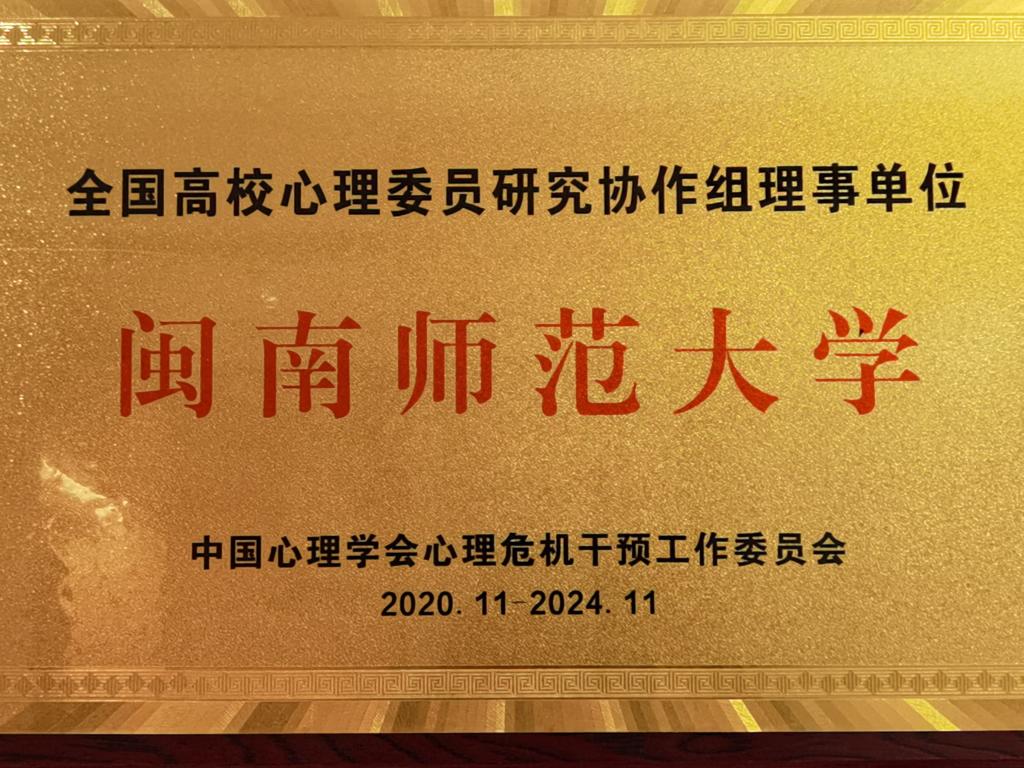 全国高校心理委员研究协作组理事单位
闽南师范大学
中国心理学会心理危机干预工作委员会
2020.11-2024.11